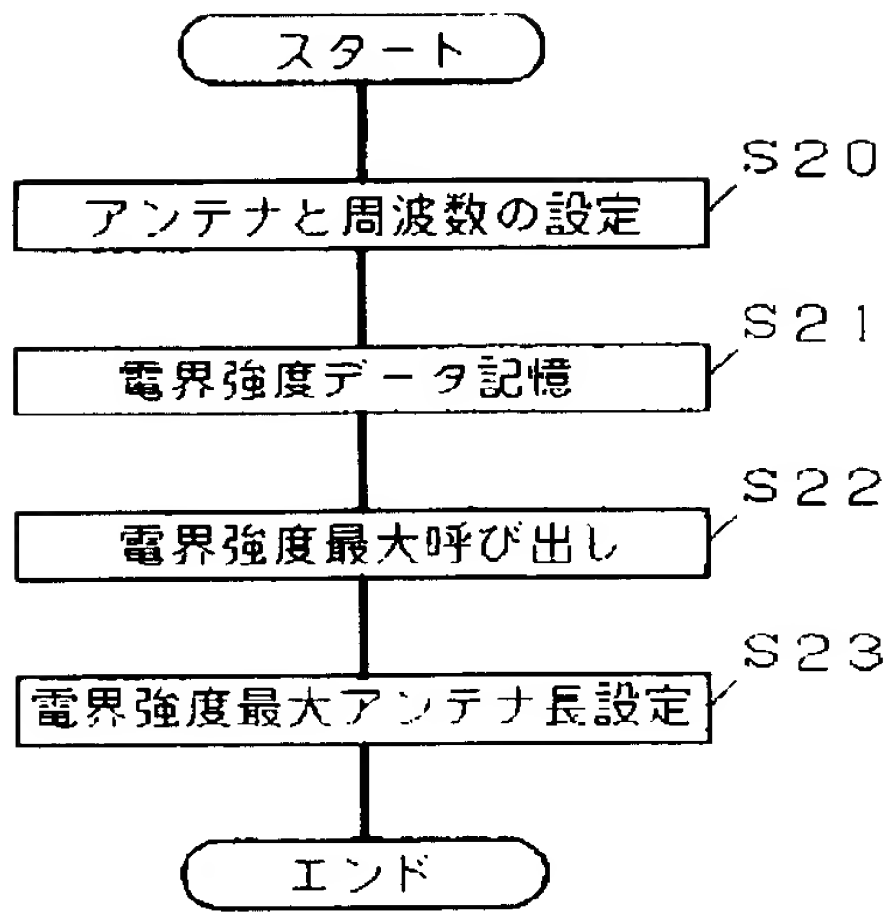 スタート
S20
アンテナと周波数の設定
S21
電界強度データ記憶
S22
電界強度最大呼び出し
S23
電界強度最大アンテナ長設定
エンド